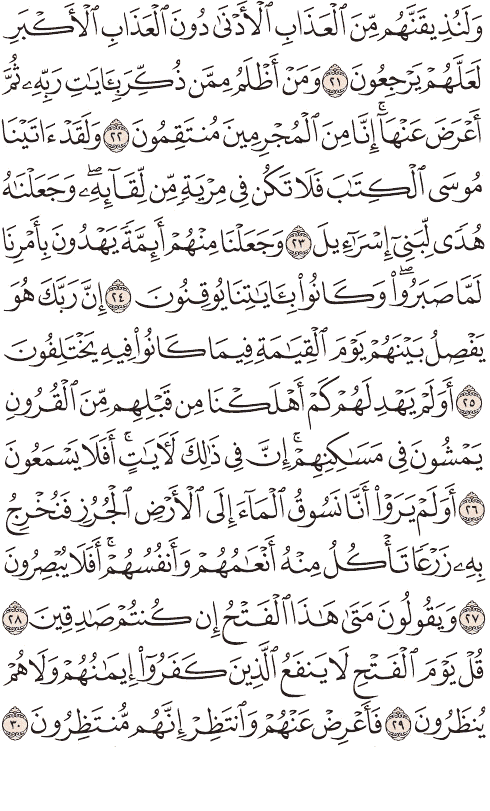 وَلَنُذِيقَنَّهُم مِّنَ ٱلْعَذَابِ ٱلْأَدْنَىٰ دُونَ ٱلْعَذَابِ ٱلْأَكْبَرِ
لَعَلَّهُمْ يَرْجِعُونَ ٢١ وَمَنْ أَظْلَمُ مِمَّن ذُكِّرَ بِـَٔايَـٰتِ رَبِّهِۦ ثُمَّ
أَعْرَضَ عَنْهَآ ۚ إِنَّا مِنَ ٱلْمُجْرِمِينَ مُنتَقِمُونَ ٢٢ وَلَقَدْ ءَاتَيْنَا
مُوسَى ٱلْكِتَـٰبَ فَلَا تَكُن فِى مِرْيَةٍ مِّن لِّقَآئِهِۦ ۖ وَجَعَلْنَـٰهُ
هُدًى لِّبَنِىٓ إِسْرَٰٓءِيلَ ٢٣ وَجَعَلْنَا مِنْهُمْ أَئِمَّةً يَهْدُونَ بِأَمْرِنَا
لَمَّا صَبَرُوا۟ ۖ وَكَانُوا۟ بِـَٔايَـٰتِنَا يُوقِنُونَ ٢٤ إِنَّ رَبَّكَ هُوَ
يَفْصِلُ بَيْنَهُمْ يَوْمَ ٱلْقِيَـٰمَةِ فِيمَا كَانُوا۟ فِيهِ يَخْتَلِفُونَ
٢٥ أَوَلَمْ يَهْدِ لَهُمْ كَمْ أَهْلَكْنَا مِن قَبْلِهِم مِّنَ ٱلْقُرُونِ
يَمْشُونَ فِى مَسَـٰكِنِهِمْ ۚ إِنَّ فِى ذَٰلِكَ لَـَٔايَـٰتٍ ۖ أَفَلَا يَسْمَعُونَ
٢٦ أَوَلَمْ يَرَوْا۟ أَنَّا نَسُوقُ ٱلْمَآءَ إِلَى ٱلْأَرْضِ ٱلْجُرُزِ فَنُخْرِجُ
بِهِۦ زَرْعًا تَأْكُلُ مِنْهُ أَنْعَـٰمُهُمْ وَأَنفُسُهُمْ ۖ أَفَلَا يُبْصِرُونَ
٢٧ وَيَقُولُونَ مَتَىٰ هَـٰذَا ٱلْفَتْحُ إِن كُنتُمْ صَـٰدِقِينَ ٢٨
قُلْ يَوْمَ ٱلْفَتْحِ لَا يَنفَعُ ٱلَّذِينَ كَفَرُوٓا۟ إِيمَـٰنُهُمْ وَلَا هُمْ
يُنظَرُونَ ٢٩ فَأَعْرِضْ عَنْهُمْ وَٱنتَظِرْ إِنَّهُم مُّنتَظِرُونَ ٣٠